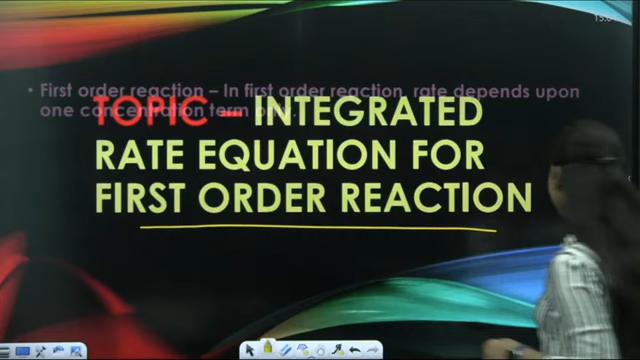 • First order reaction – In first order reaction, rate depends upon
one concentration term only.
TOPIC – INTEGRATED
RATE EQUATION FOR
FIRST ORDER REACTION